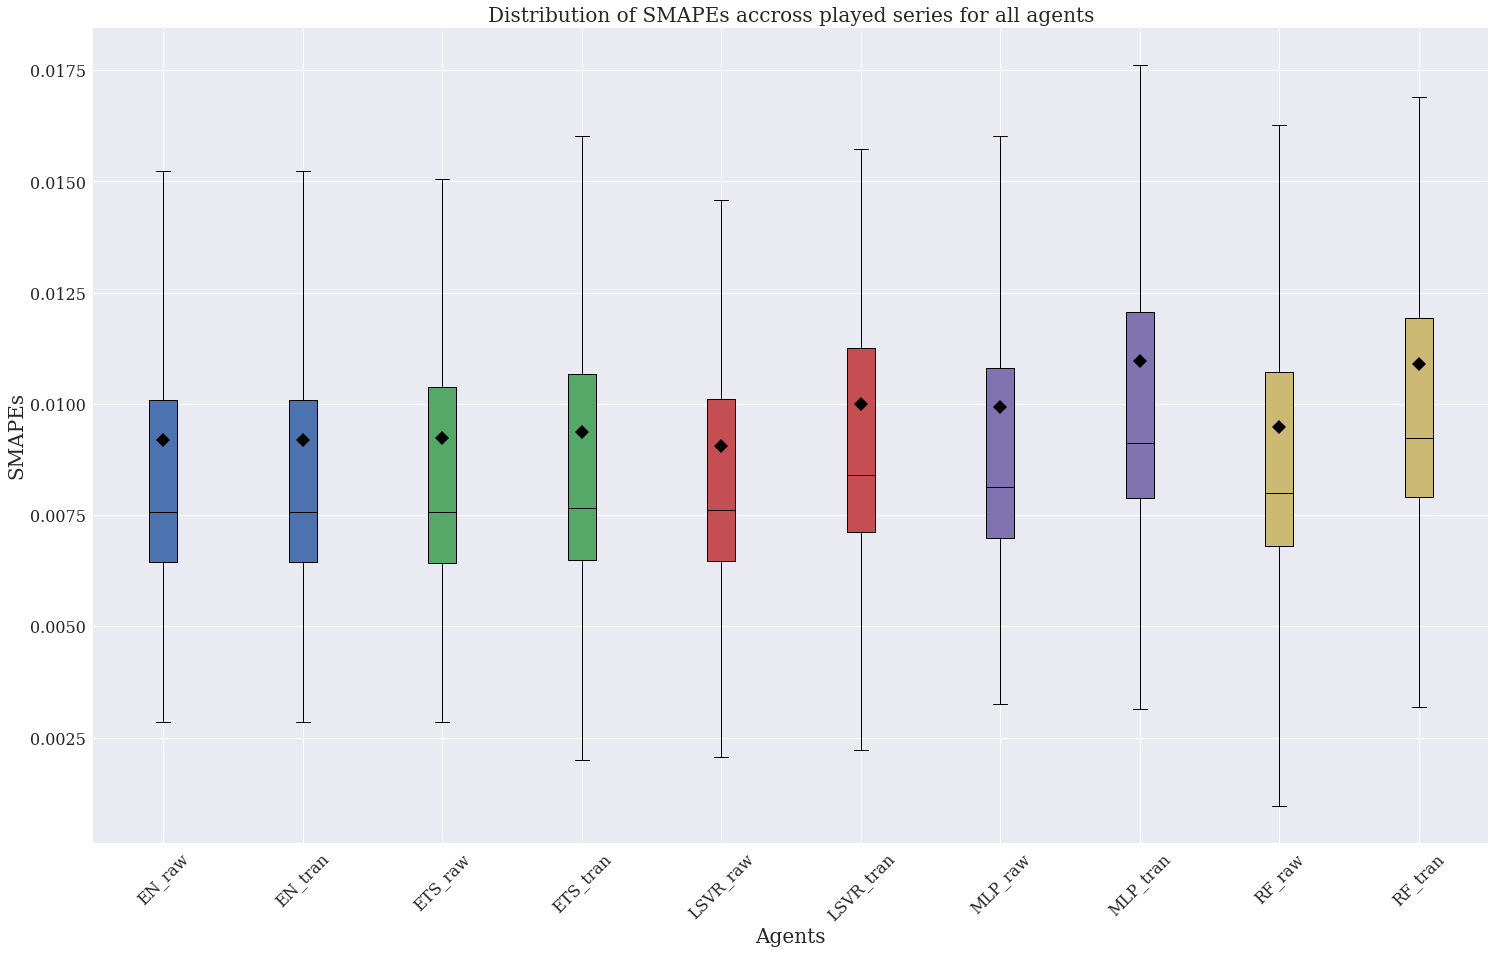 Distribution of SMAPEs accross played series for all agents
0.0175
0.0150
0.0125
0.0100
0.0075
0.0050
0.0025
SMAPEs
EN_raw
EN_tran
ETS_raw
ETS_tran
LSVR_raw
LSVR_tran
MLP_raw
MLP_tran
RF_raw
RF_tran
Agents